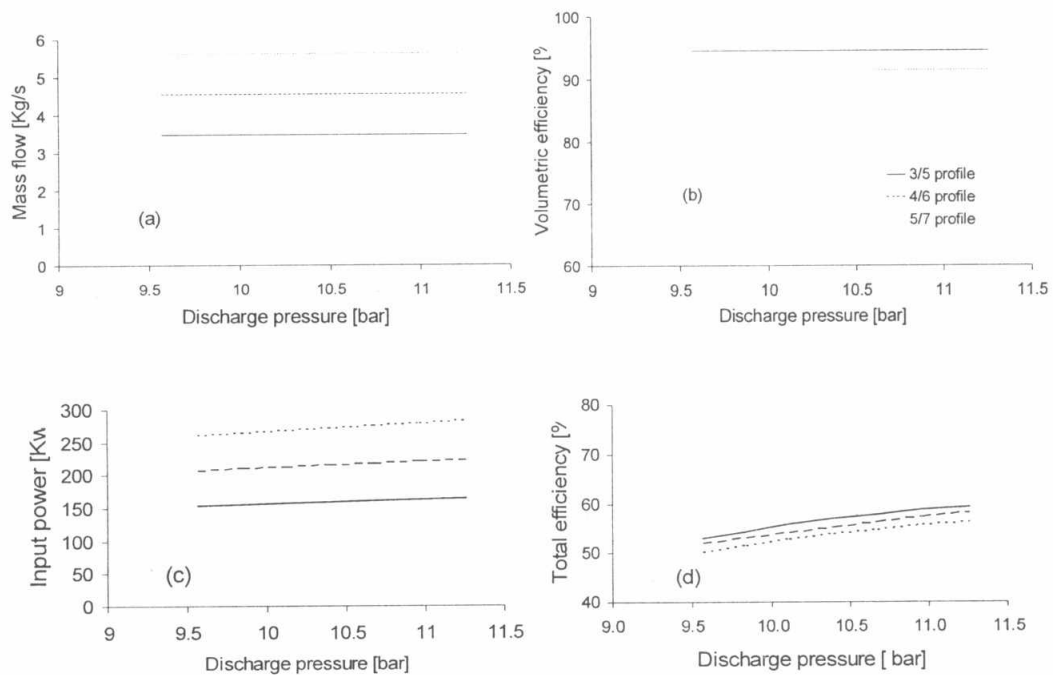 6
5
4
3
2
1
0
Mass flow [Kg/s
(a)
9 9.5 10 10.5 11 11.5
Discharge pressure [bar]
100
90
80
70
60
Volumetric efficiency [%
(b)
3/5 profile
4/6 profile
5/7 profile
9 9.5 10 10.5 11 11.5
Discharge pressure [bar]
300
250
200
150
100
50
0
Input power [Kw
(c)
9 9.5 10 10.5 11 11.5
Discharge pressure [bar]
80
70
60
50
40
Total efficiency [%
(d)
9.0 9.5 10.0 10.5 11.0 11.5
Discharge pressure [ bar]